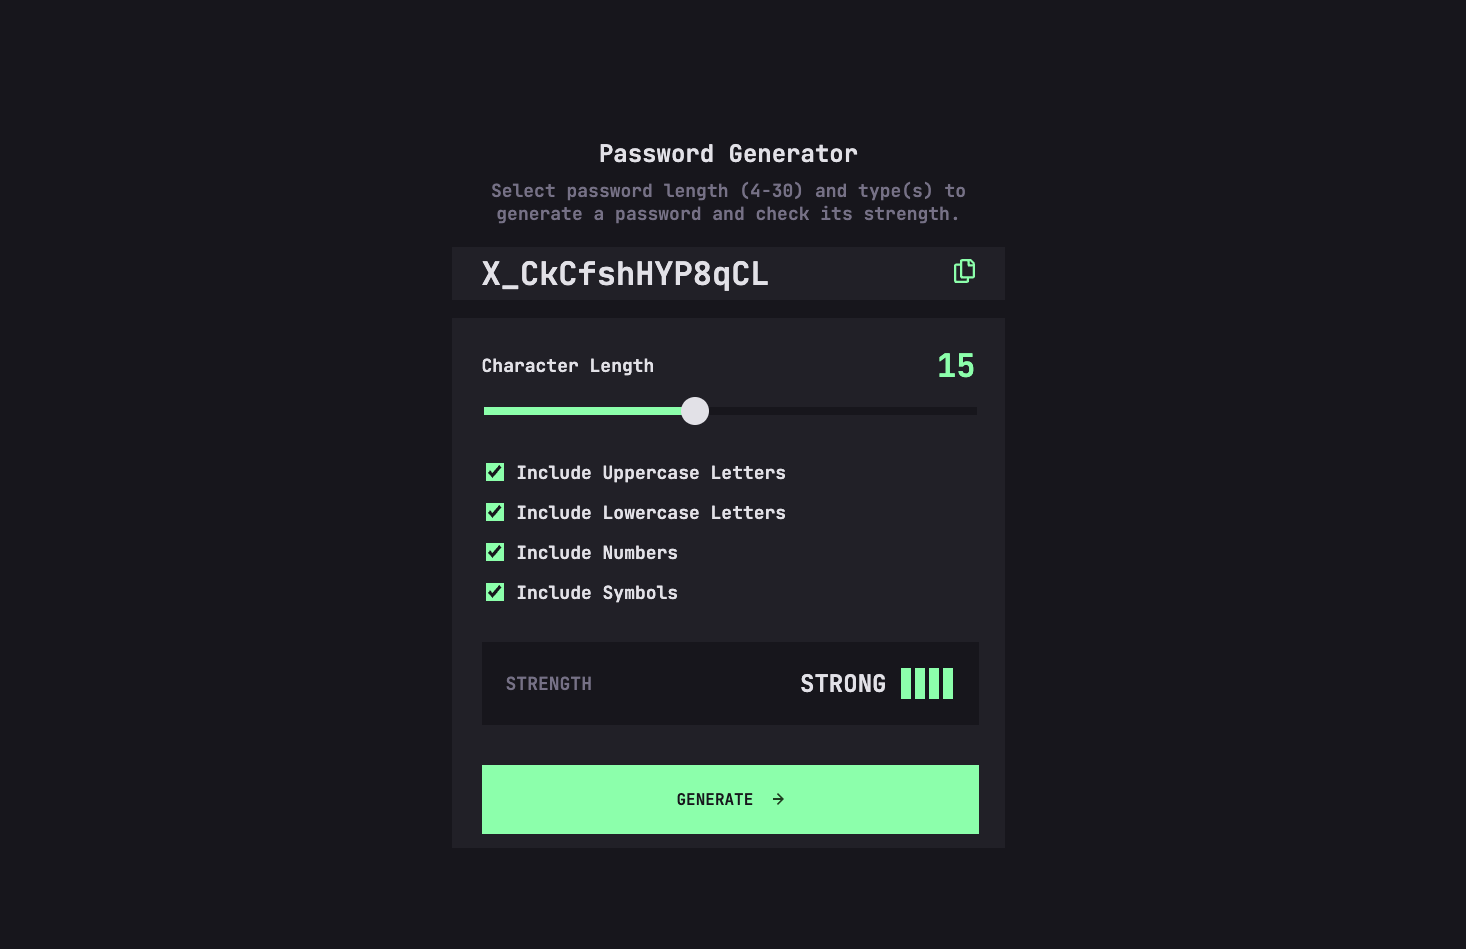 Password Generator
Select password length (4-30) and type(s) to
generate a password and check its strength.
X_CkCfshHYP8qCL
Character Length
15
Include Uppercase Letters
Include Lowercase Letters
Include Numbers
Include Symbols
STRENGTH
STRONG
GENERATE →